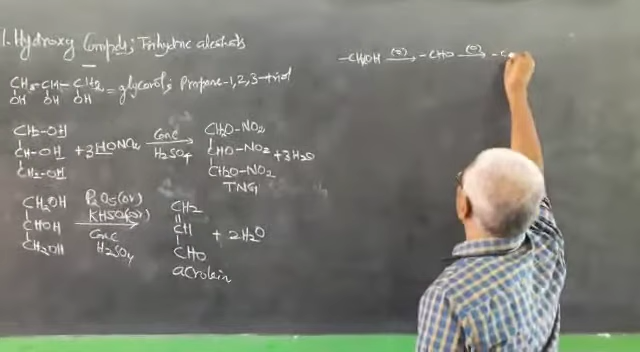 1. Hydroxy Compds; Trihydric alcohols
CH2-CH-CH2 = glycerol; Propane-1,2,3-triol
OH OH OH
CH2-OH
CH-OH + 3HONO2 Conc H2SO4
CH2-OH
CH2O-NO2
CHO-NO2 + 3H2O
CH2O-NO2
TNG
CH2OH
CHOH
CH2OH
P2O5 (or)
KHSO4 (or)
Conc
H2SO4
CH2
CH + 2H2O
CHO
acrolein
-CH2OH (O) -CHO (O) -C